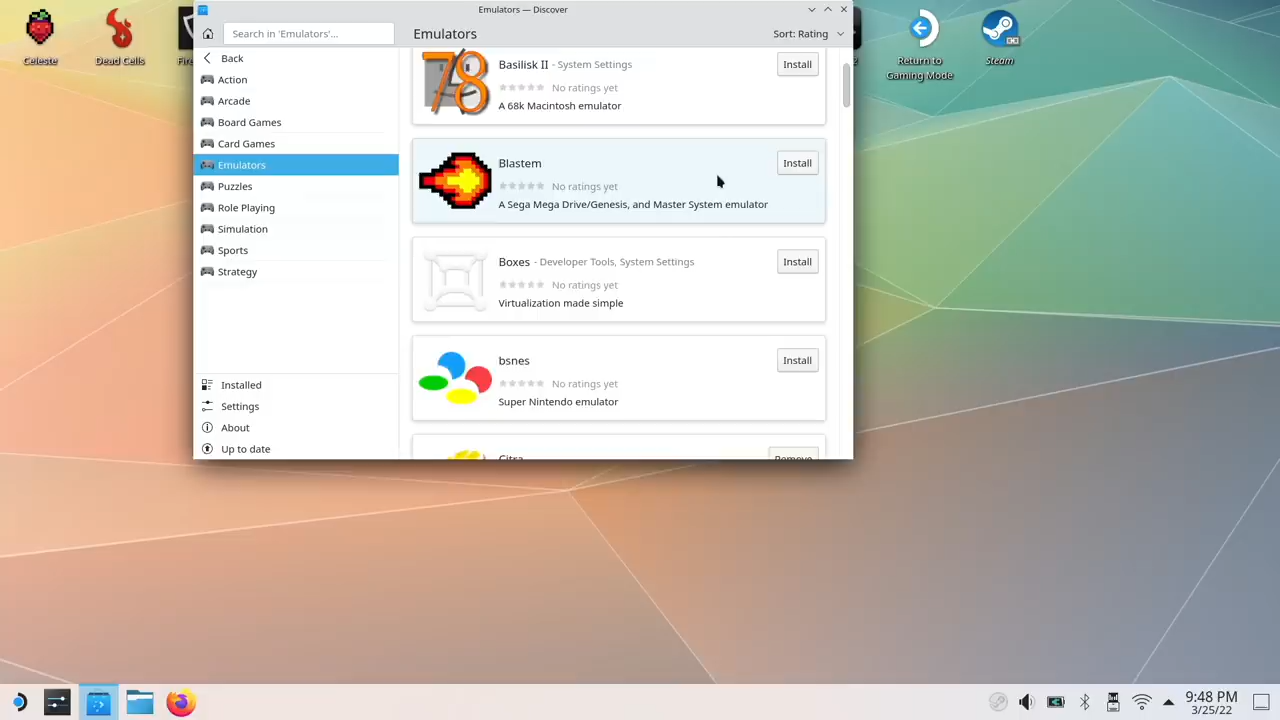 Celeste
Dead Cells
Return to
Gaming Mode
Steam
Emulators — Discover
Search in 'Emulators'...
Emulators
Sort: Rating
Back
Action
Arcade
Board Games
Card Games
Emulators
Puzzles
Role Playing
Simulation
Sports
Strategy
Installed
Settings
About
Up to date
78
Basilisk II - System Settings
Install
No ratings yet
A 68k Macintosh emulator
Blastem
Install
No ratings yet
A Sega Mega Drive/Genesis, and Master System emulator
Boxes - Developer Tools, System Settings
Install
No ratings yet
Virtualization made simple
bsnes
Install
No ratings yet
Super Nintendo emulator
Citra
Remove
9:48 PM
3/25/22